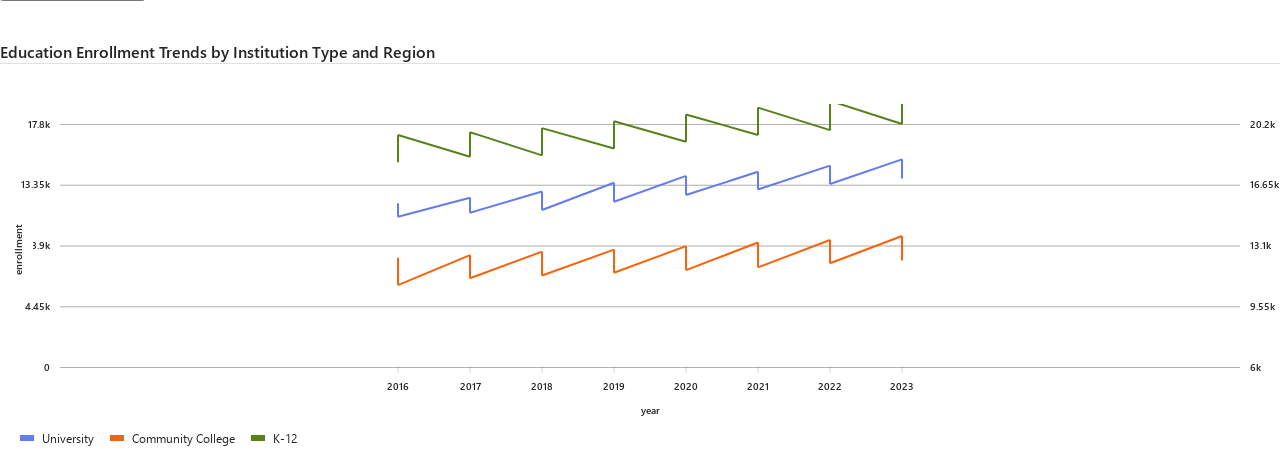 Education Enrollment Trends by Institution Type and Region
17.8k
20.2k
13.35k
16.65k
enrollment
3.9k
13.1k
4.45k
9.55k
0
6k
2016 2017 2018 2019 2020 2021 2022 2023
year
University Community College K-12